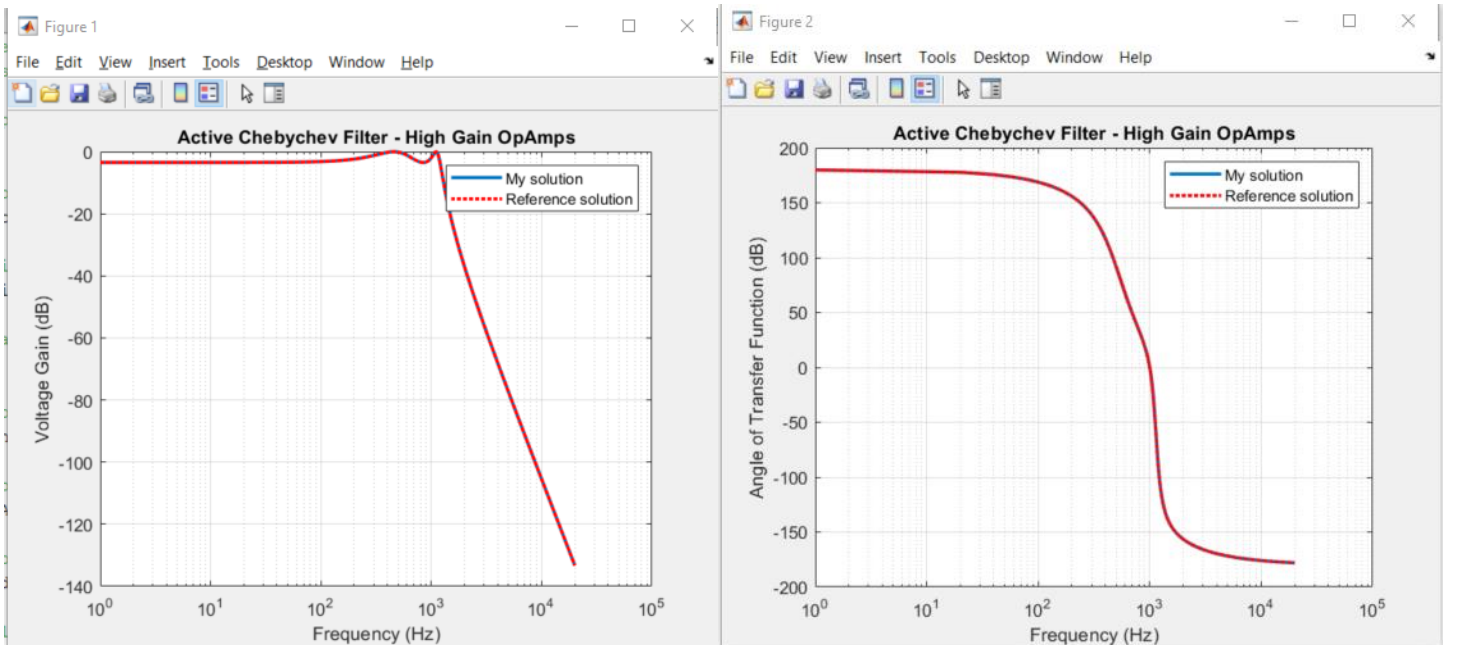 Figure 1
File Edit View Insert Tools Desktop Window Help
Active Chebychev Filter - High Gain OpAmps
My solution
Reference solution
Voltage Gain (dB)
0
-20
-40
-60
-80
-100
-120
-140
10^0 10^1 10^2 10^3 10^4 10^5
Frequency (Hz)
Figure 2
File Edit View Insert Tools Desktop Window Help
Active Chebychev Filter - High Gain OpAmps
My solution
Reference solution
Angle of Transfer Function (dB)
200
150
100
50
0
-50
-100
-150
-200
10^0 10^1 10^2 10^3 10^4 10^5
Frequency (Hz)